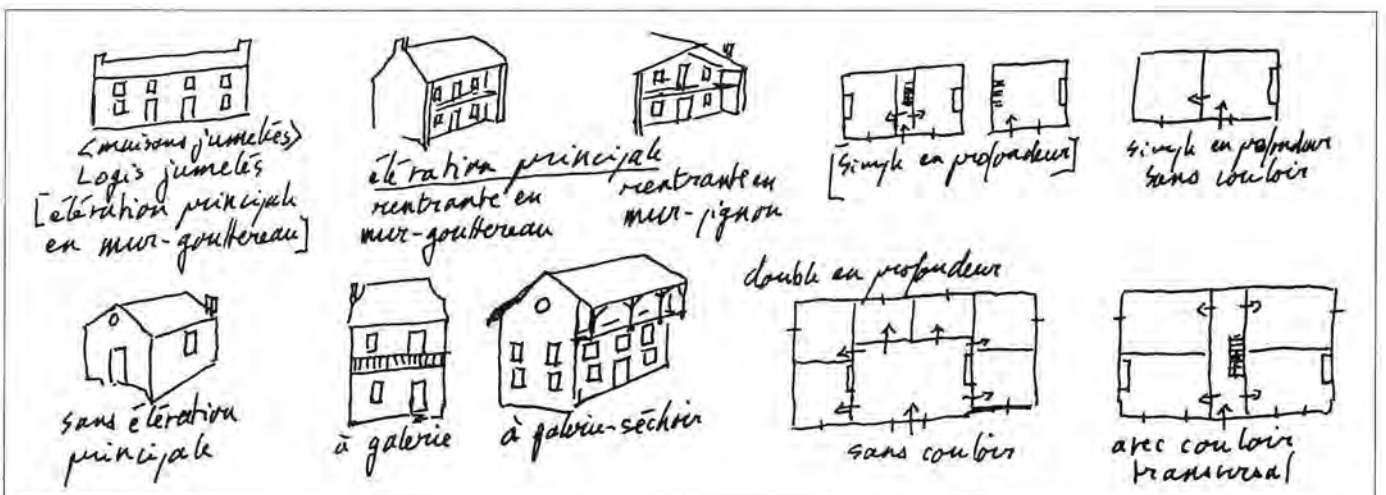 <maisons jumelées>
Logis jumelés
[élévation principale
en mur-gouttereau]
élévation principale
rentrante en
mur-gouttereau
rentrante en
mur-pignon
[simple en profondeur]
simple en profondeur
sans couloir
sans élévation
principale
à galerie
à galerie-séchoir
double en profondeur
sans couloir
avec couloir
transversal